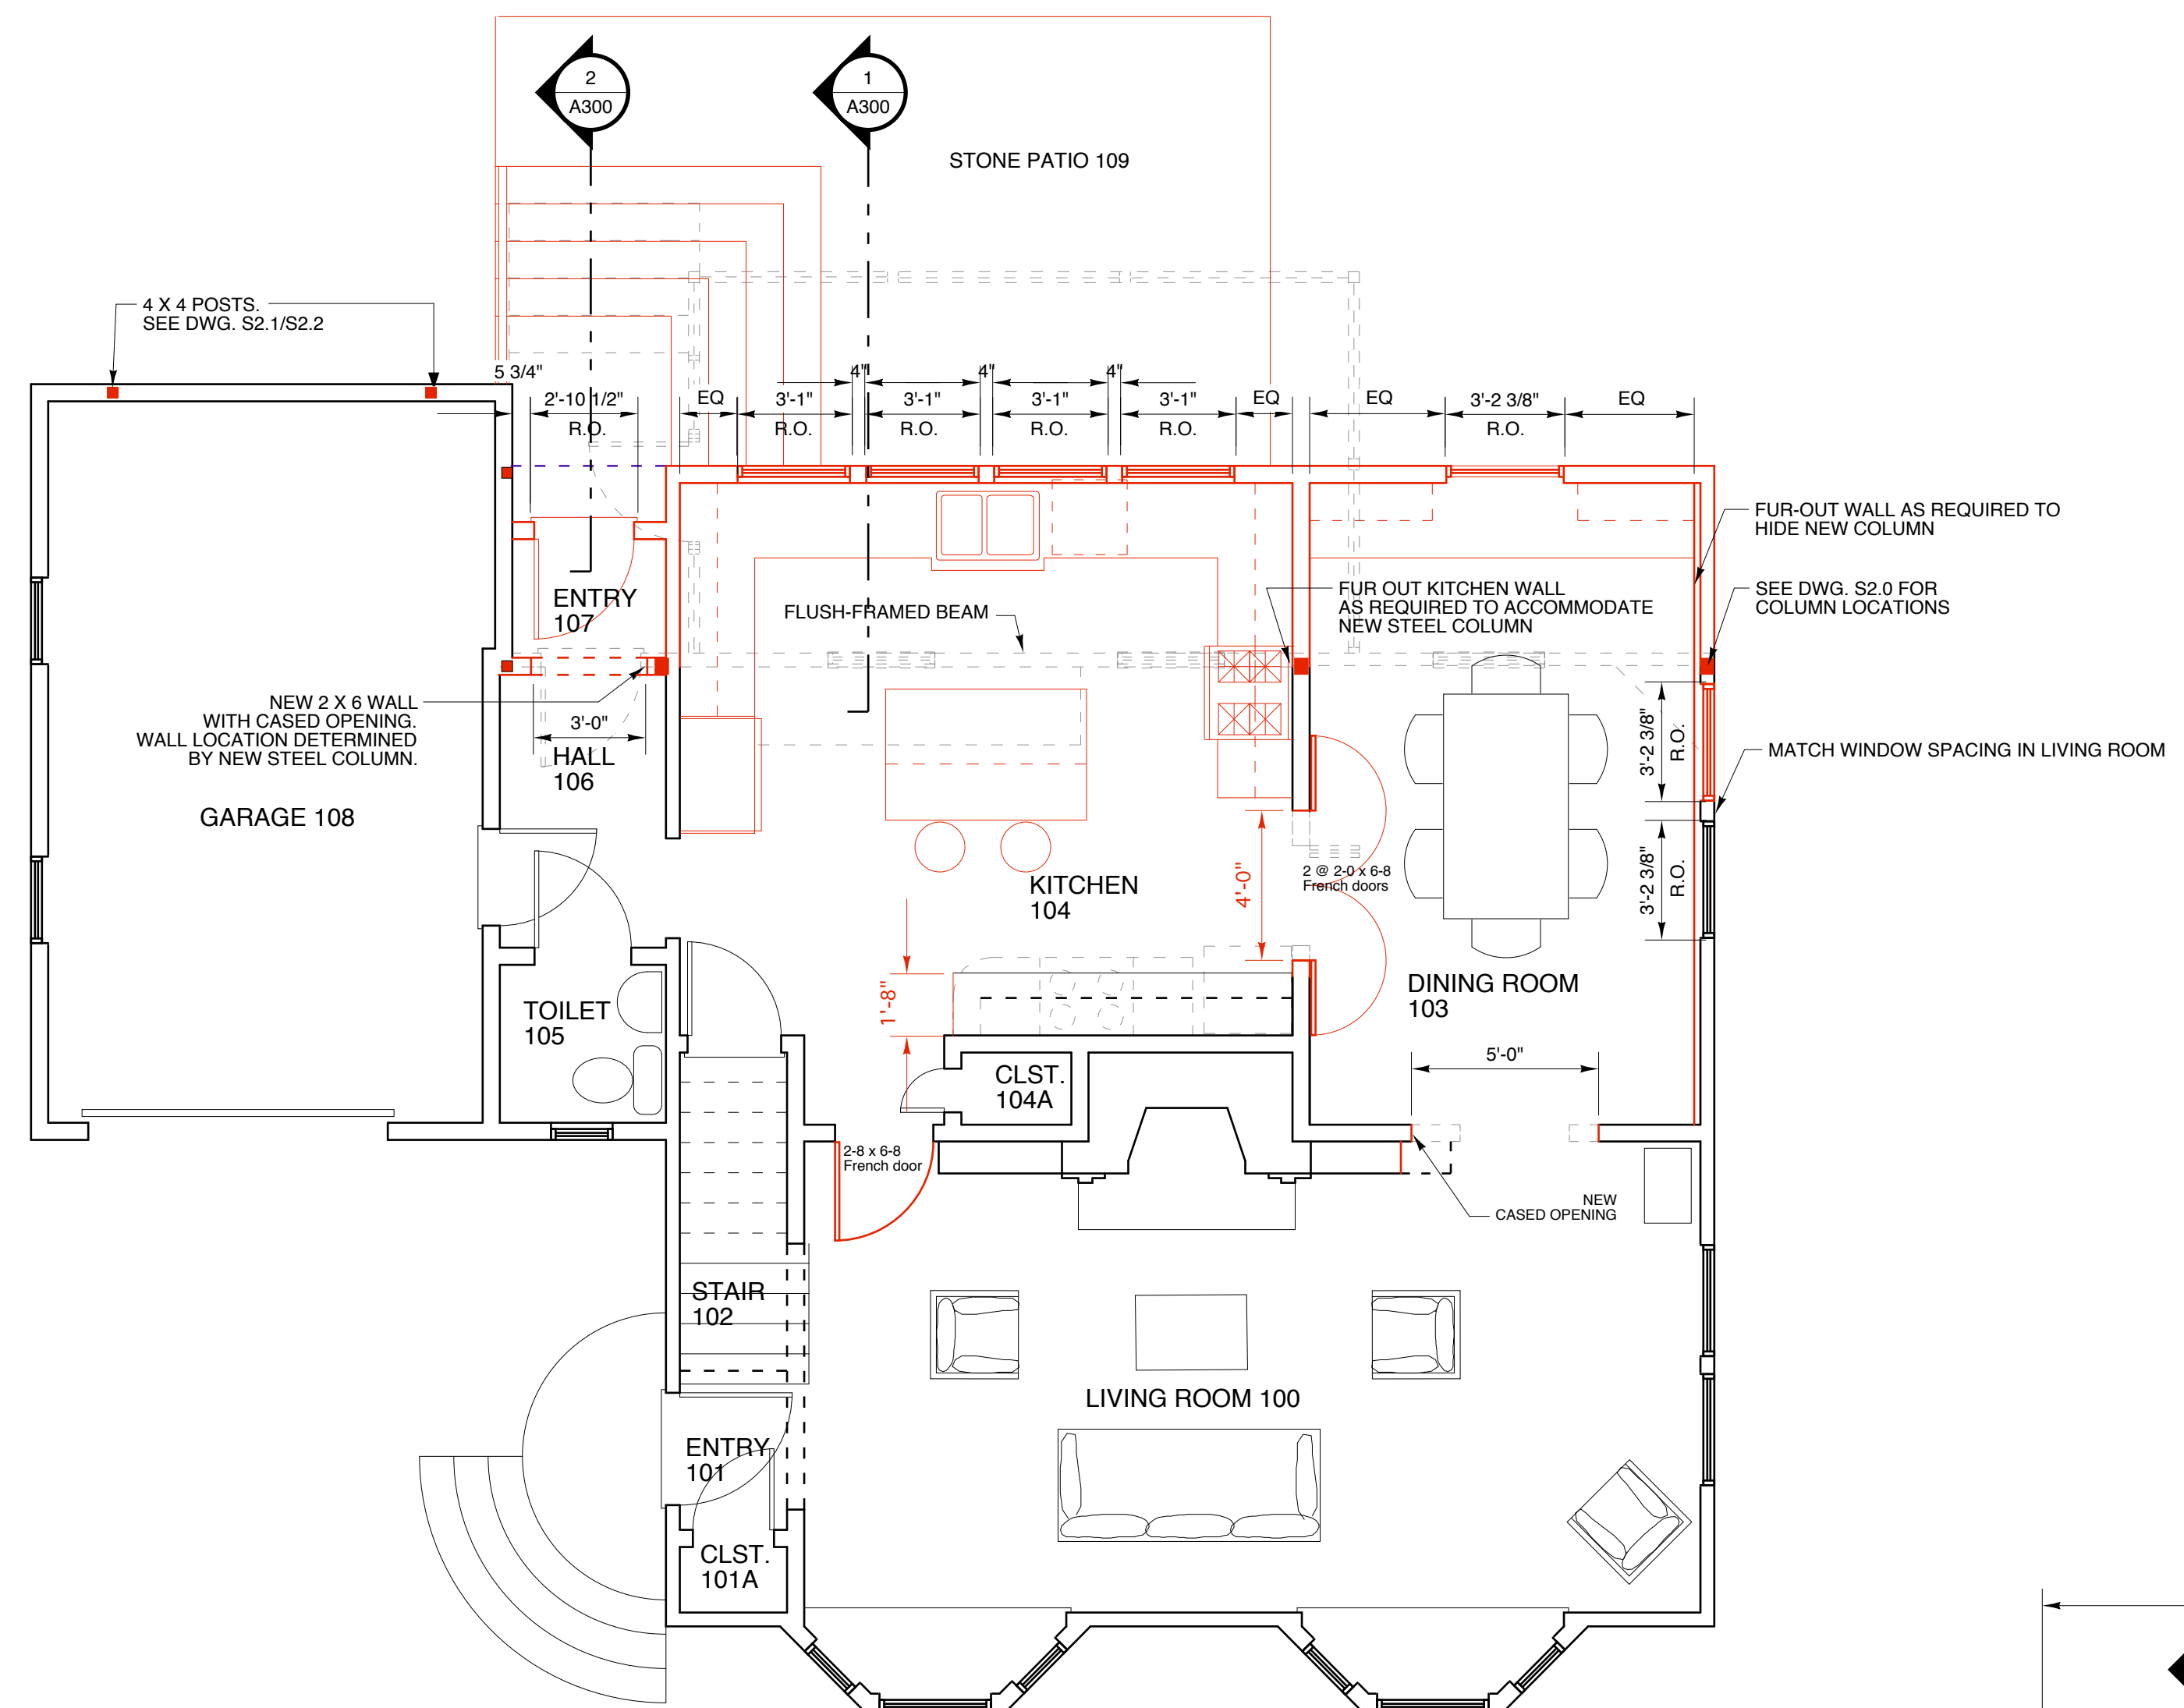 2
A300
1
A300
STONE PATIO 109
4 X 4 POSTS.
SEE DWG. S2.1/S2.2
5 3/4"
4"
4"
4"
2'-10 1/2"
R.O.
EQ
3'-1"
R.O.
3'-1"
R.O.
3'-1"
R.O.
3'-1"
R.O.
EQ
EQ
3'-2 3/8"
R.O.
EQ
FUR-OUT WALL AS REQUIRED TO
HIDE NEW COLUMN
ENTRY
107
FLUSH-FRAMED BEAM
FUR OUT KITCHEN WALL
AS REQUIRED TO ACCOMMODATE
NEW STEEL COLUMN
SEE DWG. S2.0 FOR
COLUMN LOCATIONS
NEW 2 X 6 WALL
WITH CASED OPENING.
WALL LOCATION DETERMINED
BY NEW STEEL COLUMN.
3'-0"
HALL
106
3'-2 3/8"
R.O.
MATCH WINDOW SPACING IN LIVING ROOM
GARAGE 108
KITCHEN
104
4'-0"
2 @ 2-0 x 6-8
French doors
3'-2 3/8"
R.O.
1'-8"
DINING ROOM
103
TOILET
105
5'-0"
CLST.
104A
2-8 x 6-8
French door
NEW
CASED OPENING
STAIR
102
LIVING ROOM 100
ENTRY
101
CLST.
101A